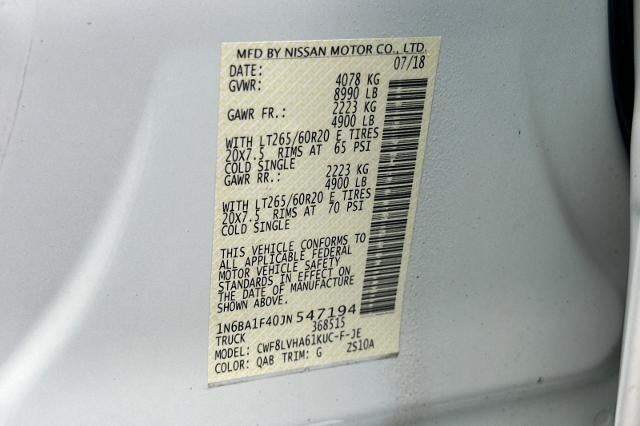 MFD BY NISSAN MOTOR CO., LTD.
DATE: 07/18
GVWR: 4078 KG
8990 LB
GAWR FR.: 2223 KG
4900 LB
WITH LT265/60R20 E TIRES
20X7.5 RIMS AT 65 PSI
COLD SINGLE
GAWR RR.: 2223 KG
4900 LB
WITH LT265/60R20 E TIRES
20X7.5 RIMS AT 70 PSI
COLD SINGLE
THIS VEHICLE CONFORMS TO
ALL APPLICABLE FEDERAL
MOTOR VEHICLE SAFETY
STANDARDS IN EFFECT ON
THE DATE OF MANUFACTURE
SHOWN ABOVE.
1N6BA1F40JN547194
TRUCK 368515
MODEL: CWF8LVHA61KUC-F-JE
COLOR: QAB TRIM: G ZS10A